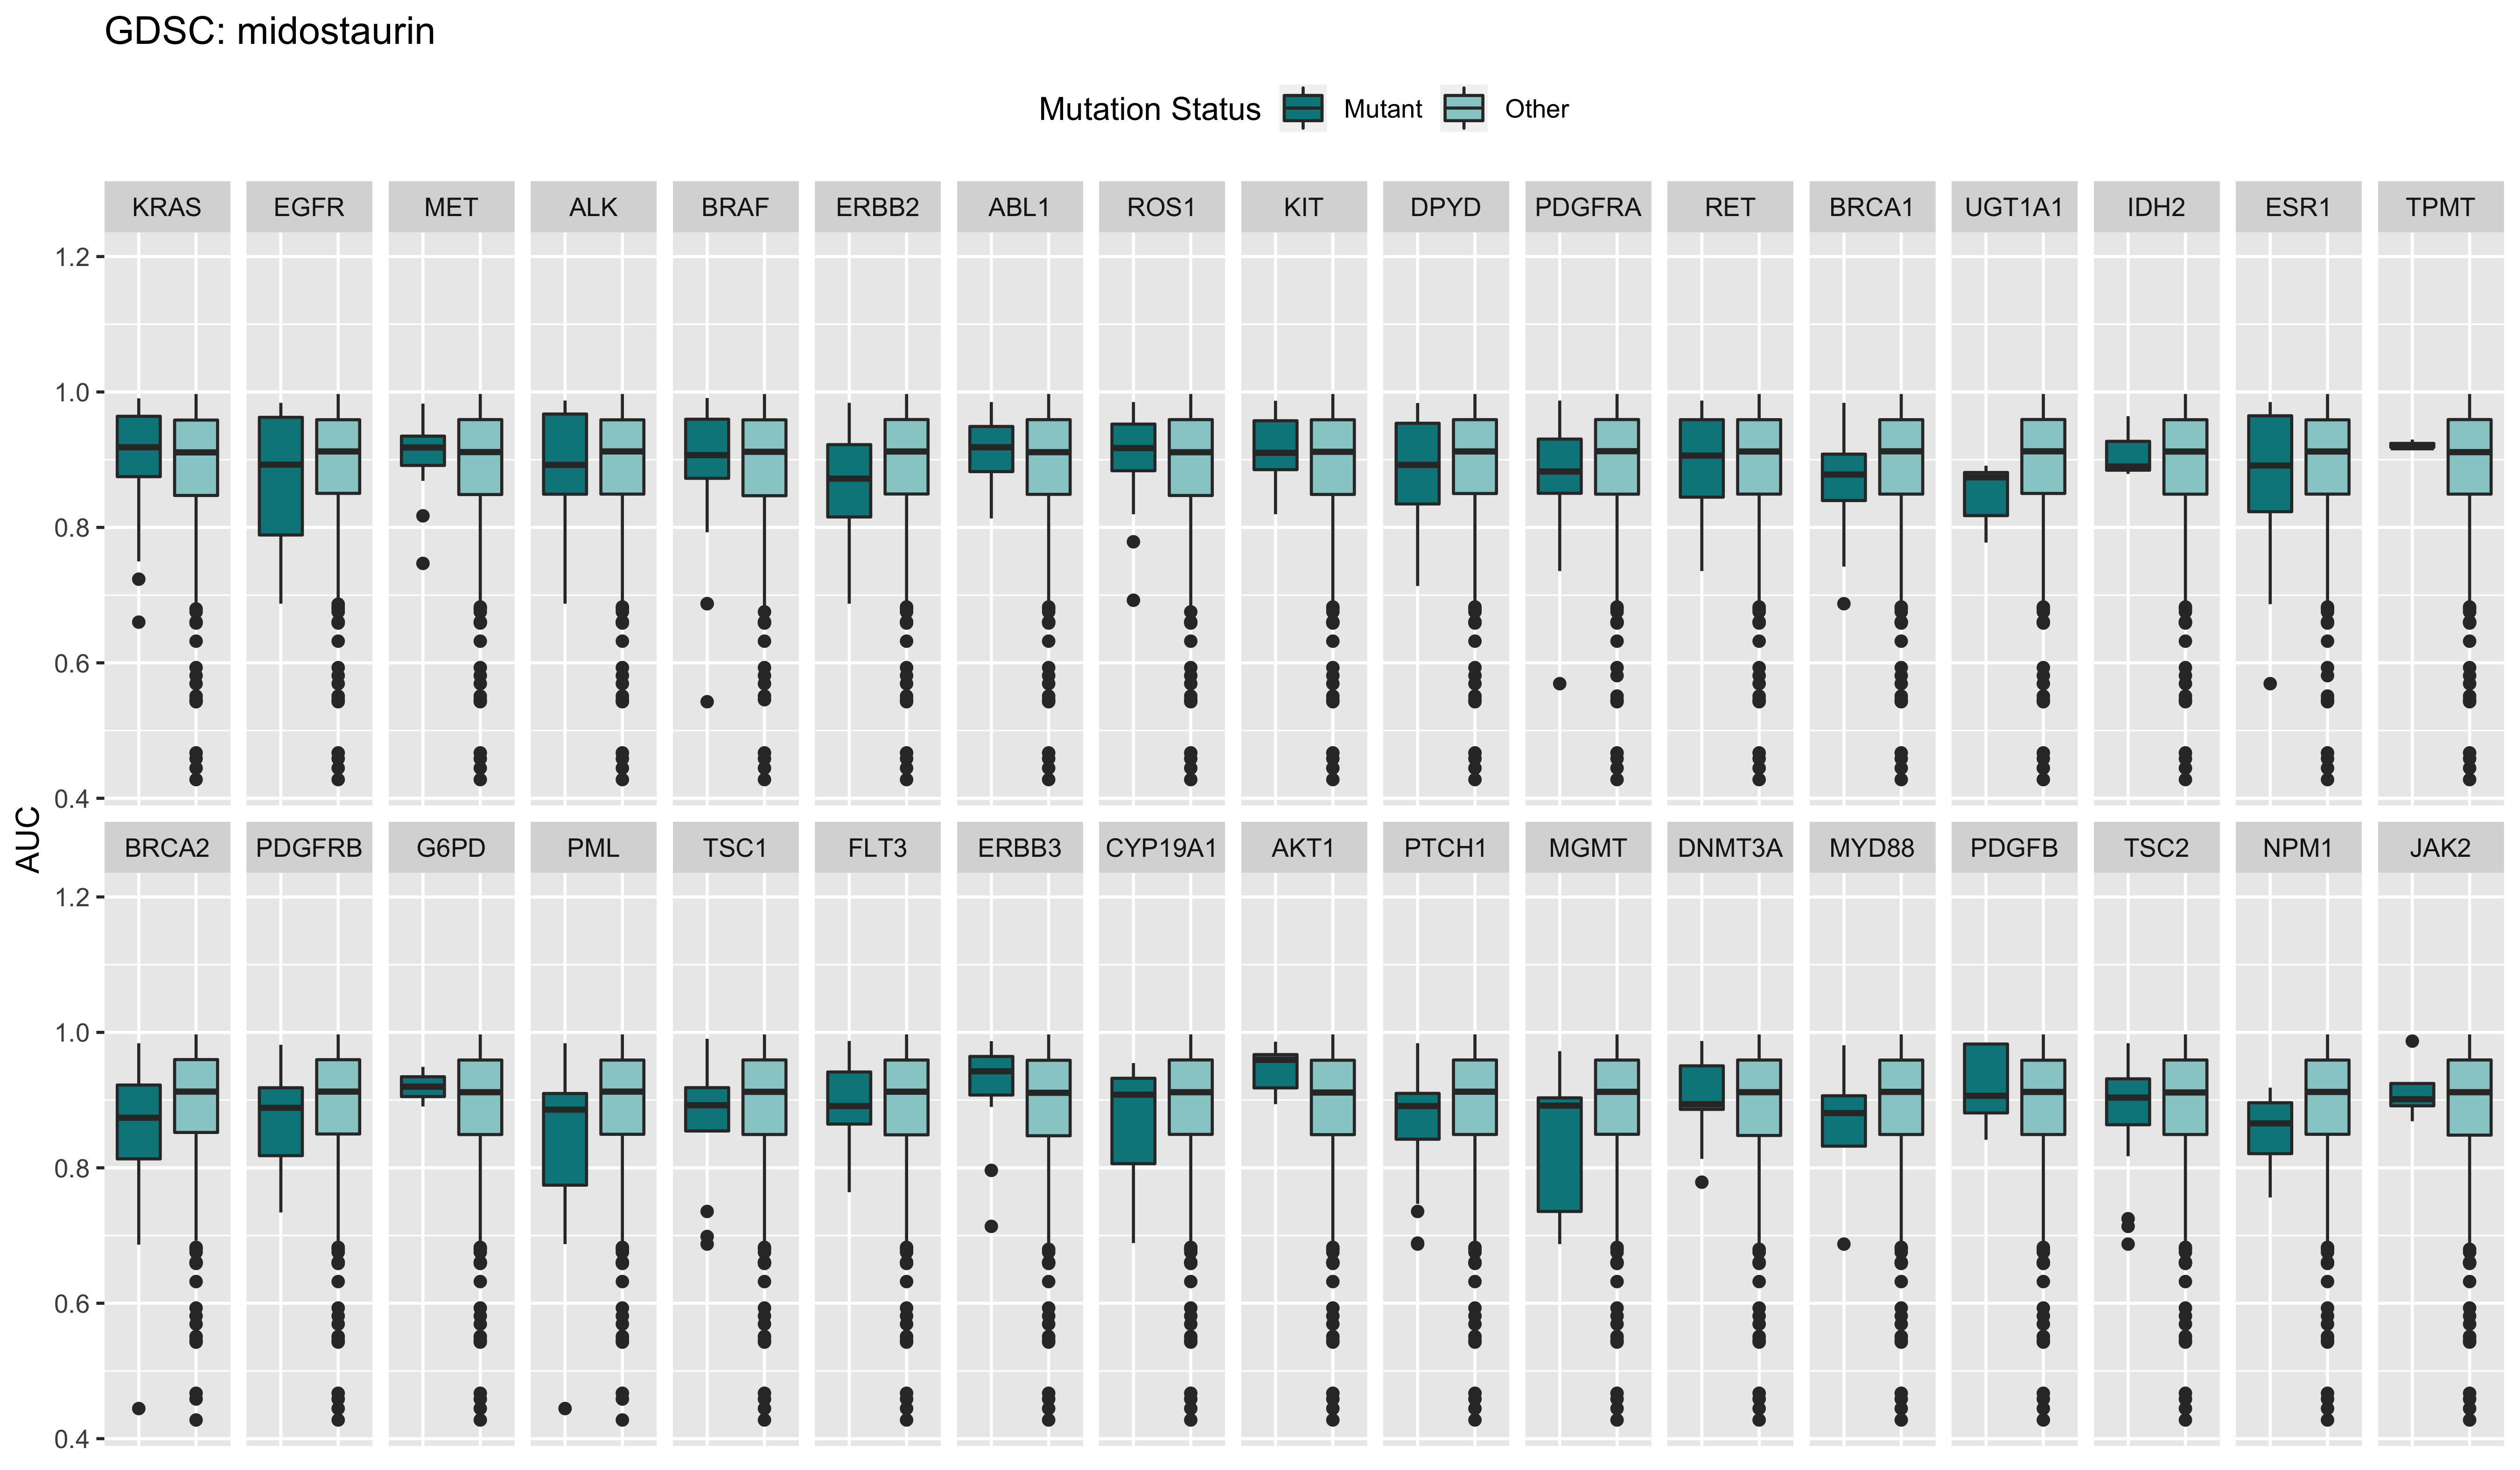 GDSC: midostaurin
Mutation Status Mutant Other
KRAS EGFR MET ALK BRAF ERBB2 ABL1 ROS1 KIT DPYD PDGFRA RET BRCA1 UGT1A1 IDH2 ESR1 TPMT
1.2
1.0
0.8
0.6
0.4
AUC
BRCA2 PDGFRB G6PD PML TSC1 FLT3 ERBB3 CYP19A1 AKT1 PTCH1 MGMT DNMT3A MYD88 PDGFB TSC2 NPM1 JAK2
1.2
1.0
0.8
0.6
0.4